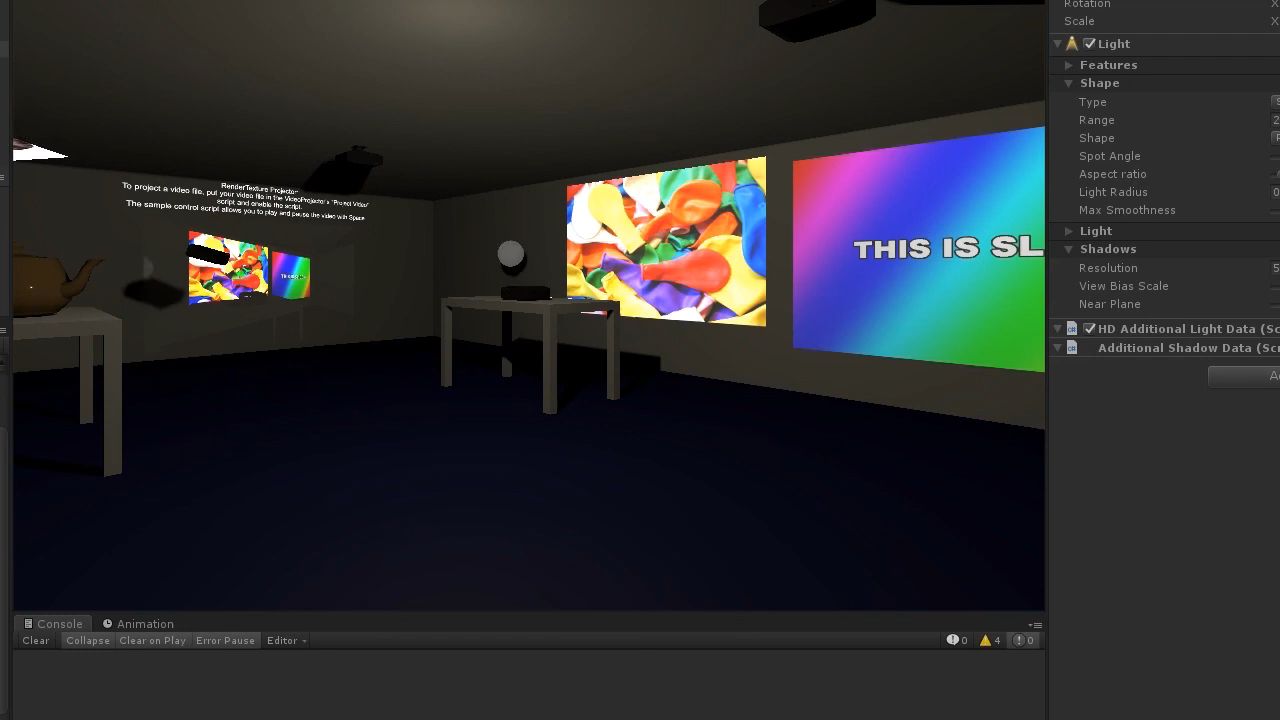 Rotation X
Scale X
Light
Features
Shape
Type
Range 2
Shape
Spot Angle
Aspect ratio
Light Radius 0
Max Smoothness
Light
Shadows
Resolution 5
View Bias Scale
Near Plane
HD Additional Light Data (Sc
Additional Shadow Data (Scr
A
RenderTexture Projector
To project a video file, put your video file in the VideoProjector's "Project Video"
script and enable the script.
The sample control script allows you to play and pause the video with Space
THIS IS SL
Console Animation
Clear Collapse Clear on Play Error Pause Editor 0 4 0